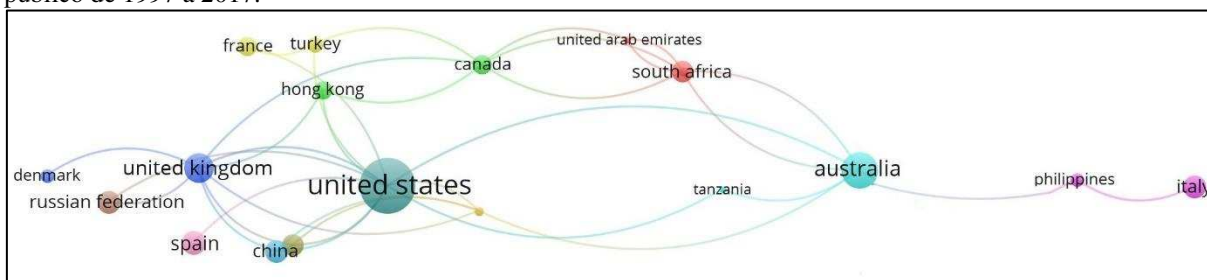 público de 1997 a 2017.
france
turkey
united arab emirates
canada
south africa
hong kong
united kingdom
denmark
united states
australia
tanzania
philippines
italy
russian federation
spain
china